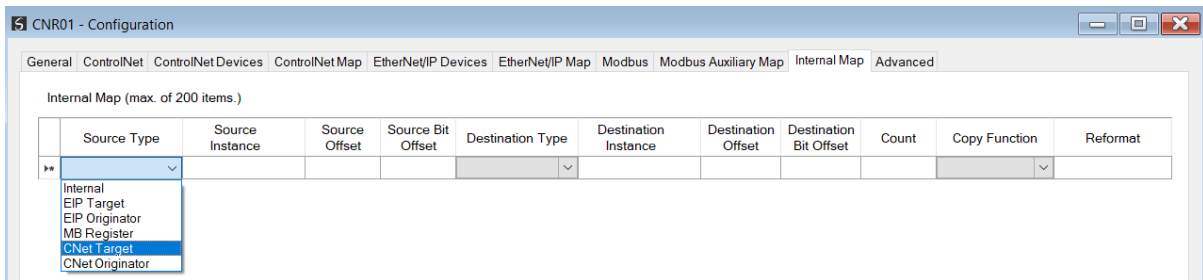 CNR01 - Configuration
General ControlNet ControlNet Devices ControlNet Map EtherNet/IP Devices EtherNet/IP Map Modbus Modbus Auxiliary Map Internal Map Advanced
Internal Map (max. of 200 items.)
Source Type Source Instance Source Offset Source Bit Offset Destination Type Destination Instance Destination Offset Destination Bit Offset Count Copy Function Reformat
Internal
EIP Target
EIP Originator
MB Register
CNet Target
CNet Originator